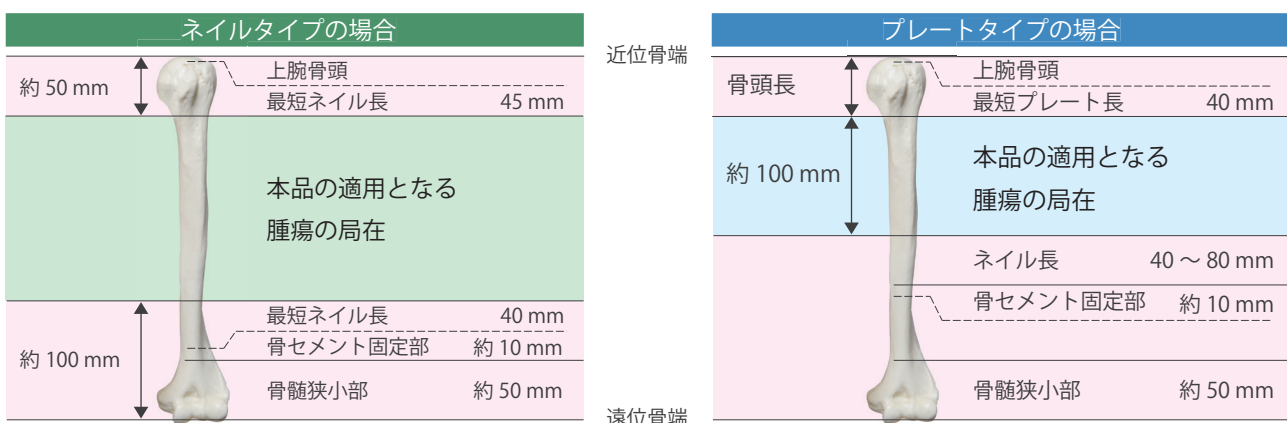 ネイルタイプの場合
約 50 mm
上腕骨頭
最短ネイル長 45 mm
本品の適用となる
腫瘍の局在
約 100 mm
最短ネイル長 40 mm
骨セメント固定部 約 10 mm
骨髄狭小部 約 50 mm
近位骨端
遠位骨端
プレートタイプの場合
骨頭長
上腕骨頭
最短プレート長 40 mm
約 100 mm
本品の適用となる
腫瘍の局在
ネイル長 40 ～ 80 mm
骨セメント固定部 約 10 mm
骨髄狭小部 約 50 mm